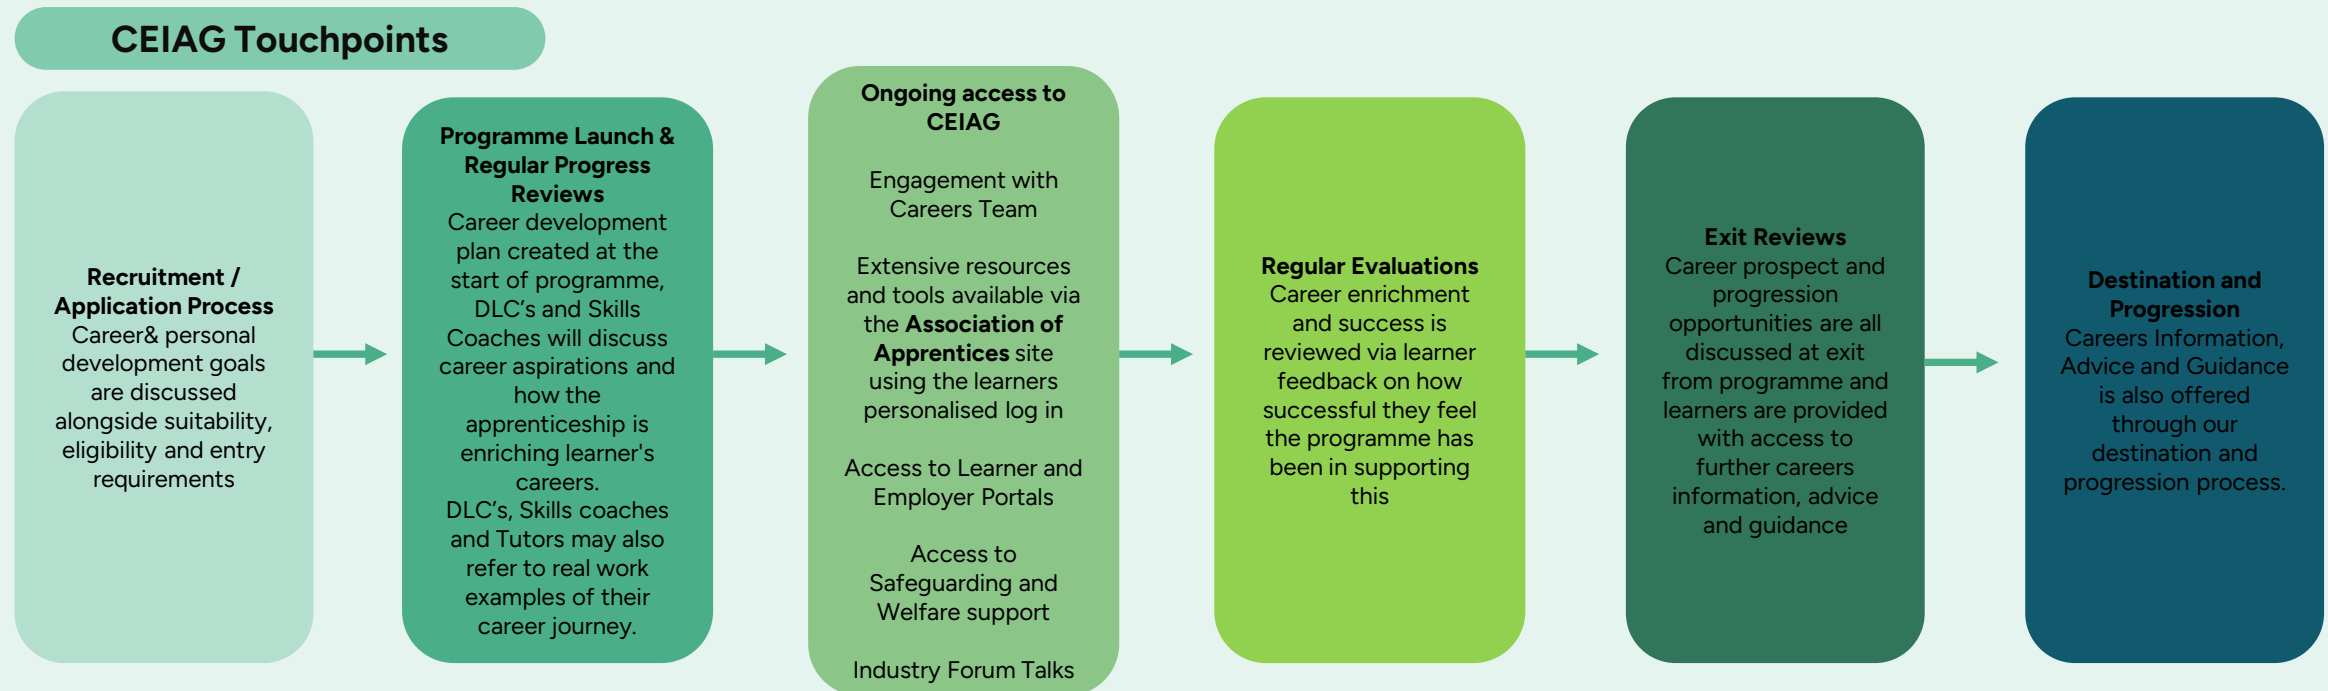 CEIAG Touchpoints
Recruitment /
Application Process
Career& personal
development goals
are discussed
alongside suitability,
eligibility and entry
requirements
Programme Launch &
Regular Progress
Reviews
Career development
plan created at the
start of programme,
DLC’s and Skills
Coaches will discuss
career aspirations and
how the
apprenticeship is
enriching learner's
careers.
DLC’s, Skills coaches
and Tutors may also
refer to real work
examples of their
career journey.
Ongoing access to
CEIAG
Engagement with
Careers Team
Extensive resources
and tools available via
the Association of
Apprentices site
using the learners
personalised log in
Access to Learner and
Employer Portals
Access to
Safeguarding and
Welfare support
Industry Forum Talks
Regular Evaluations
Career enrichment
and success is
reviewed via learner
feedback on how
successful they feel
the programme has
been in supporting
this
Exit Reviews
Career prospect and
progression
opportunities are all
discussed at exit
from programme and
learners are provided
with access to
further careers
information, advice
and guidance
Destination and
Progression
Careers Information,
Advice and Guidance
is also offered
through our
destination and
progression process.